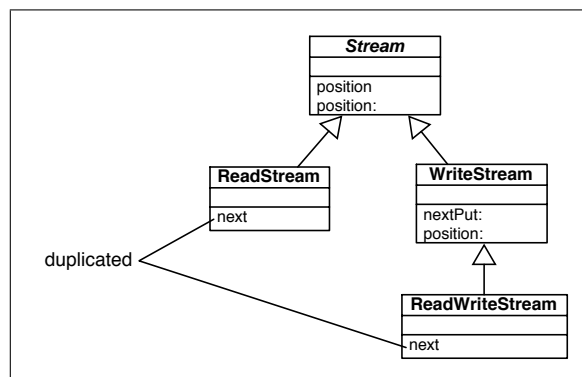 Stream
position
position:
ReadStream
next
WriteStream
nextPut:
position:
duplicated
ReadWriteStream
next